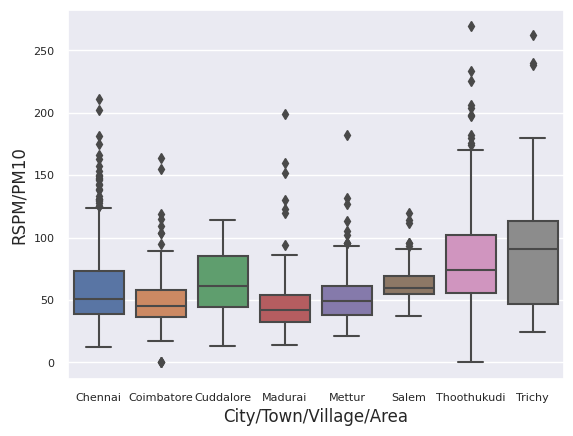 250
200
150
100
50
0
RSPM/PM10
Chennai Coimbatore Cuddalore Madurai Mettur Salem Thoothukudi Trichy
City/Town/Village/Area